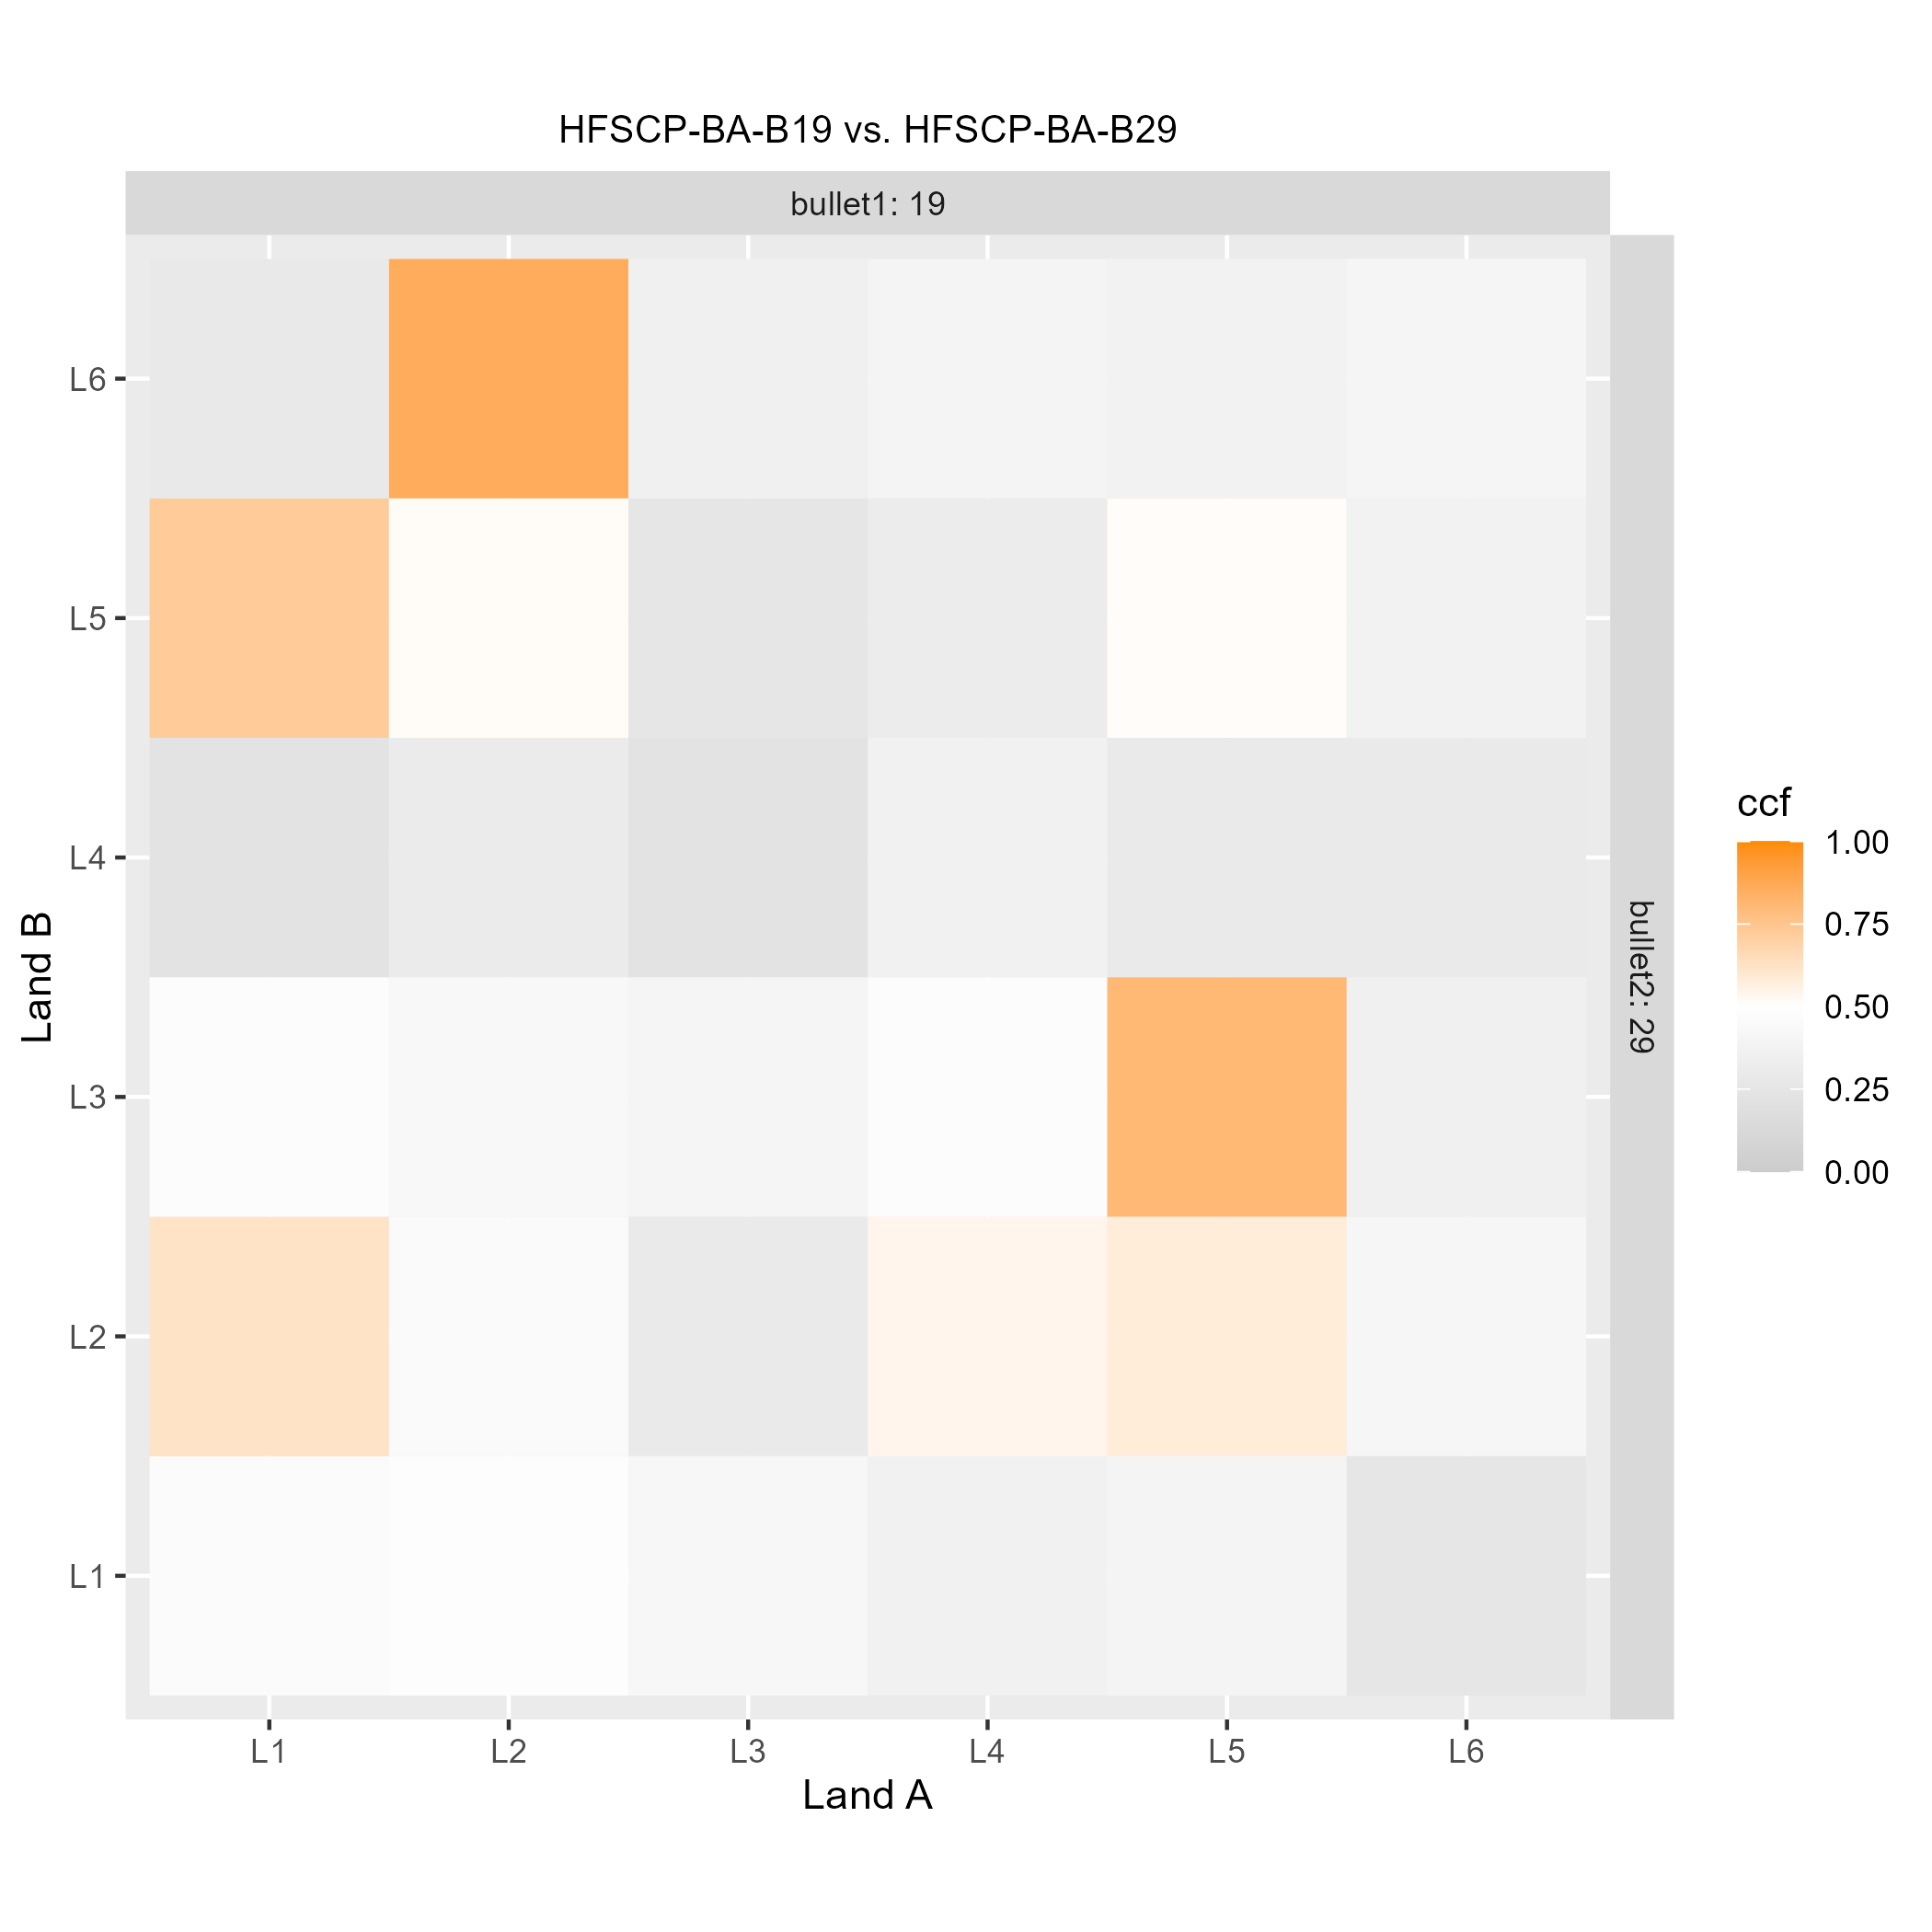 HFSCP-BA-B19 vs. HFSCP-BA-B29
bullet1: 19
L6
L5
L4
L3
L2
L1
Land B
bullet2: 29
L1 L2 L3 L4 L5 L6
Land A
ccf
1.00
0.75
0.50
0.25
0.00